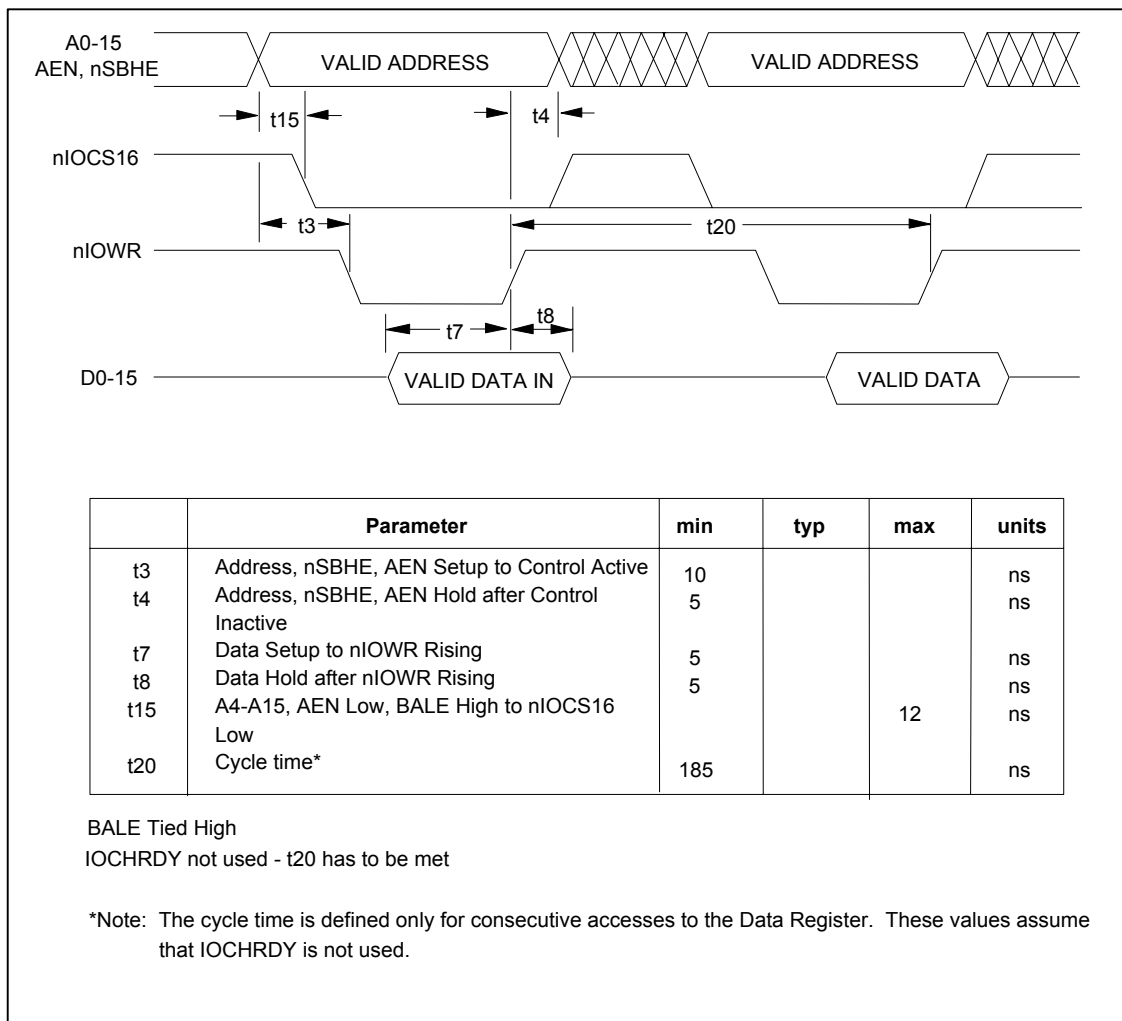 A0-15
AEN, nSBHE
VALID ADDRESS
VALID ADDRESS
t15
t4
nIOCS16
t3
t20
nIOWR
t7
t8
D0-15
VALID DATA IN
VALID DATA
Parameter min typ max units
t3 Address, nSBHE, AEN Setup to Control Active 10 ns
t4 Address, nSBHE, AEN Hold after Control 5 ns
Inactive
t7 Data Setup to nIOWR Rising 5 ns
t8 Data Hold after nIOWR Rising 5 ns
t15 A4-A15, AEN Low, BALE High to nIOCS16 12 ns
Low
t20 Cycle time* 185 ns
BALE Tied High
IOCHRDY not used - t20 has to be met
*Note: The cycle time is defined only for consecutive accesses to the Data Register. These values assume
that IOCHRDY is not used.